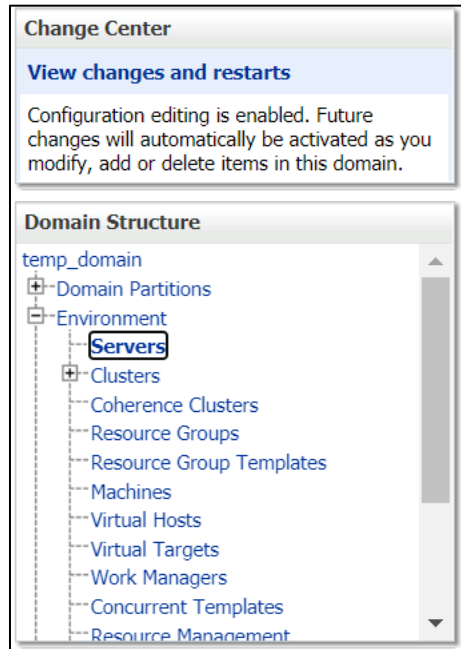 Change Center
View changes and restarts
Configuration editing is enabled. Future
changes will automatically be activated as you
modify, add or delete items in this domain.
Domain Structure
temp_domain
Domain Partitions
Environment
Servers
Clusters
Coherence Clusters
Resource Groups
Resource Group Templates
Machines
Virtual Hosts
Virtual Targets
Work Managers
Concurrent Templates
Resource Management